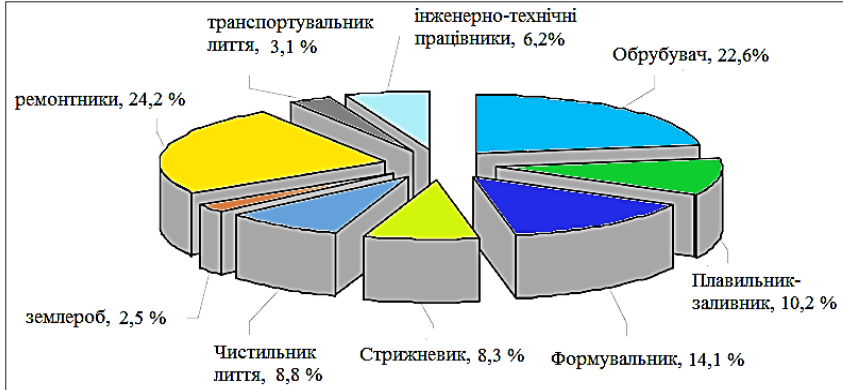 транспортувальник
лиття, 3,1 %
інженерно-технічні
працівники, 6,2%
Обрубувач, 22,6%
ремонтники, 24,2 %
Плавильник-
заливник, 10,2 %
землероб, 2,5 %
Чистильник
лиття, 8,8 %
Стрижневик, 8,3 %
Формувальник, 14,1 %